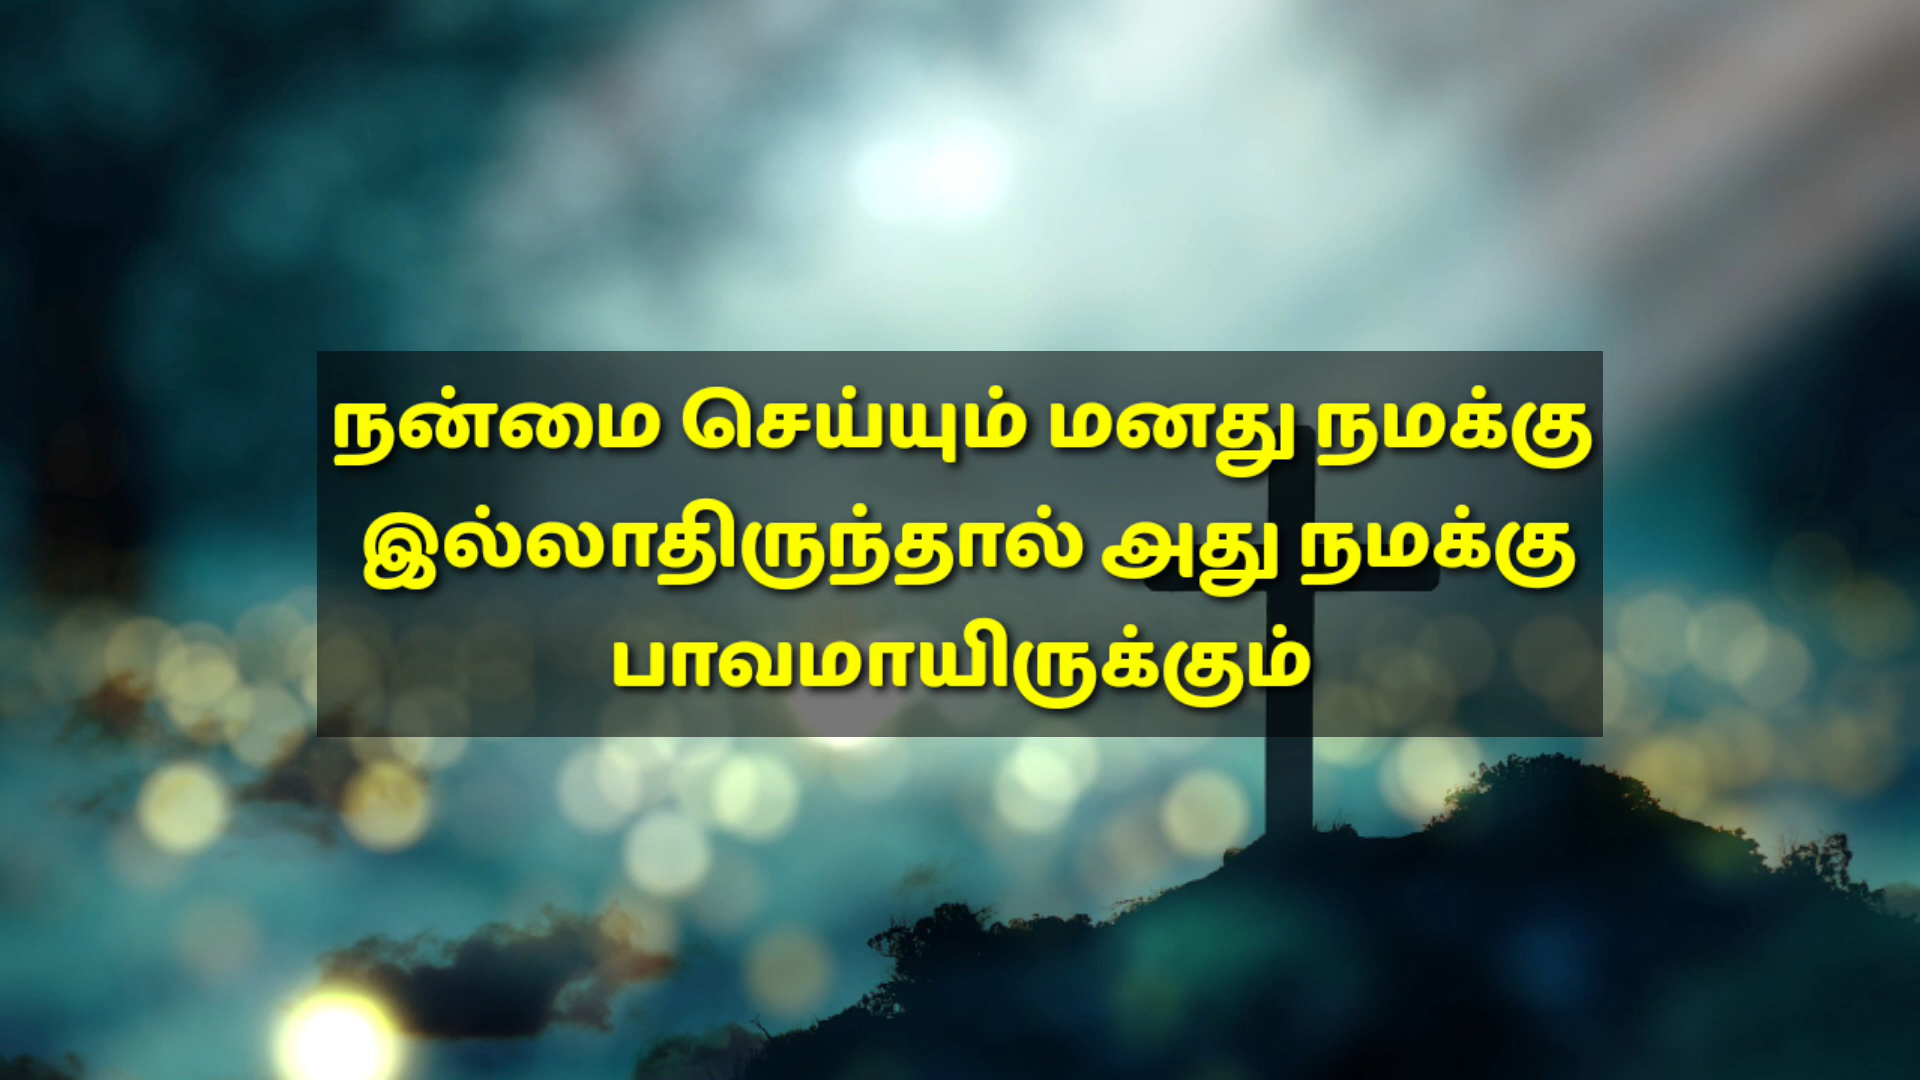 நன்மை செய்யும் மனது நமக்கு
இல்லாதிருந்தால் அது நமக்கு
பாவமாயிருக்கும்